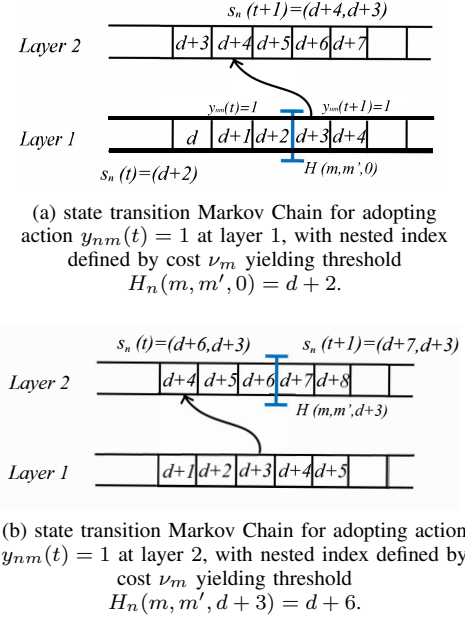 s_n (t+1)=(d+4,d+3)
Layer 2 d+3 d+4 d+5 d+6 d+7
y_nm(t)=1 y_nm(t+1)=1
Layer 1 d d+1 d+2 d+3 d+4
s_n (t)=(d+2) H (m,m',0)
(a) state transition Markov Chain for adopting
action y_{nm}(t) = 1 at layer 1, with nested index
defined by cost ν_m yielding threshold
H_n(m, m′, 0) = d + 2.
s_n (t)=(d+6,d+3) s_n (t+1)=(d+7,d+3)
Layer 2 d+4 d+5 d+6 d+7 d+8
H (m,m',d+3)
Layer 1 d+1 d+2 d+3 d+4 d+5
(b) state transition Markov Chain for adopting action
y_{nm}(t) = 1 at layer 2, with nested index defined by
cost ν_m yielding threshold
H_n(m, m′, d + 3) = d + 6.